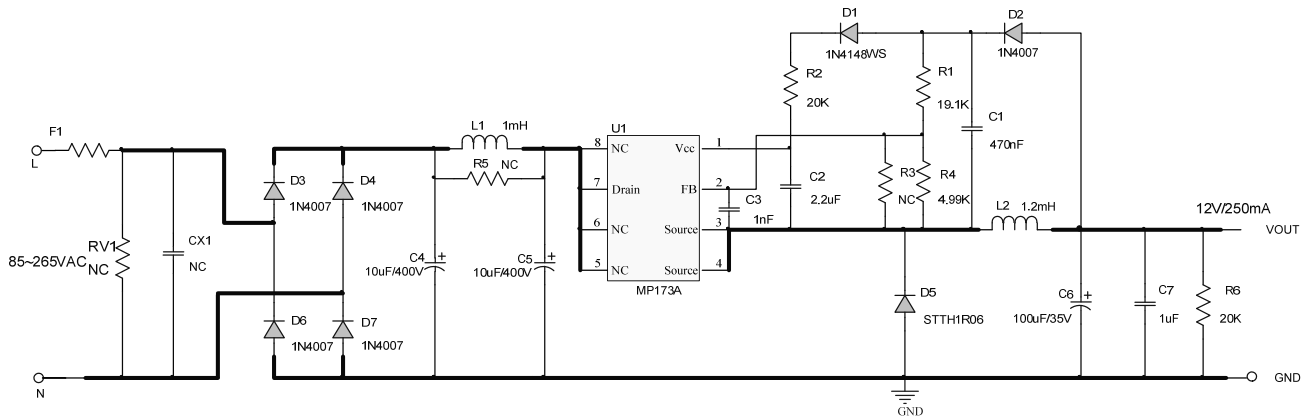 D1
1N4148WS
D2
1N4007
R2
20K
R1
19.1K
C1
470nF
F1
L
L1 1mH
R5 NC
U1
8 NC
7 Drain
6 NC
5 NC
Vcc 1
FB 2
Source 3
Source 4
MP173A
C2
2.2uF
C3
1nF
R3
NC
R4
4.99K
L2 1.2mH
12V/250mA
VOUT
D3
1N4007
D4
1N4007
RV1
NC
85~265VAC
CX1
NC
C4
10uF/400V
C5
10uF/400V
D5
STTH1R06
C6
100uF/35V
C7
1uF
R6
20K
D6
1N4007
D7
1N4007
N
GND
GND